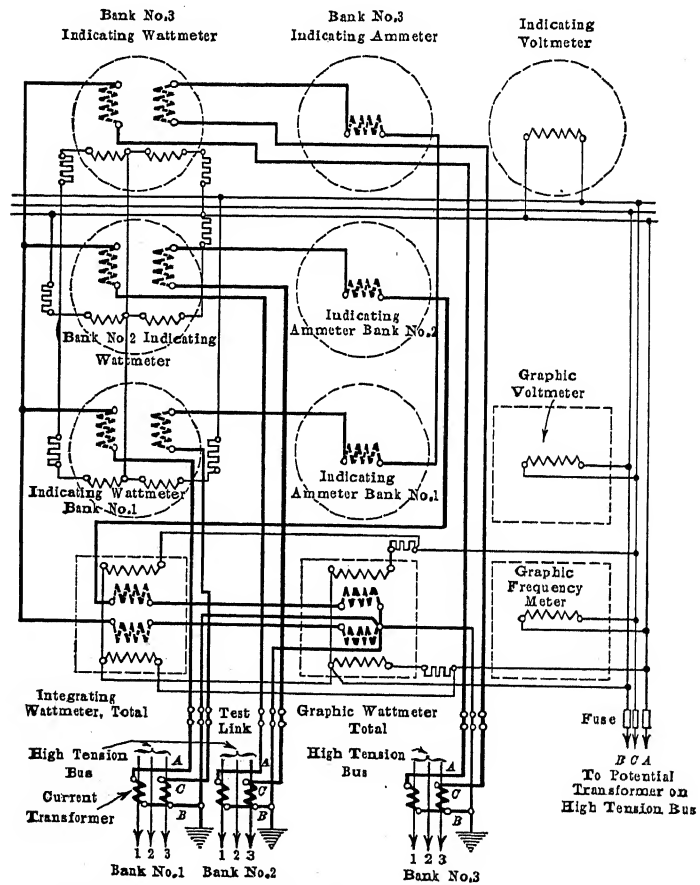 Bank No.3
Indicating Wattmeter
Bank No.3
Indicating Ammeter
Indicating
Voltmeter
Bank No.2 Indicating
Wattmeter
Indicating
Ammeter Bank No.2
Graphic
Voltmeter
Indicating Wattmeter
Bank No.1
Indicating
Ammeter Bank No.1
Graphic
Frequency
Meter
Integrating
Wattmeter, Total
Test
Link
Graphic Wattmeter
Total
Fuse
High Tension
Bus
High Tension
Bus
A
C
B
A
C
B
A
C
B
B C A
To Potential
Transformer on
High Tension Bus
Current
Transformer
1 2 3
1 2 3
1 2 3
Bank No.1
Bank No.2
Bank No.3